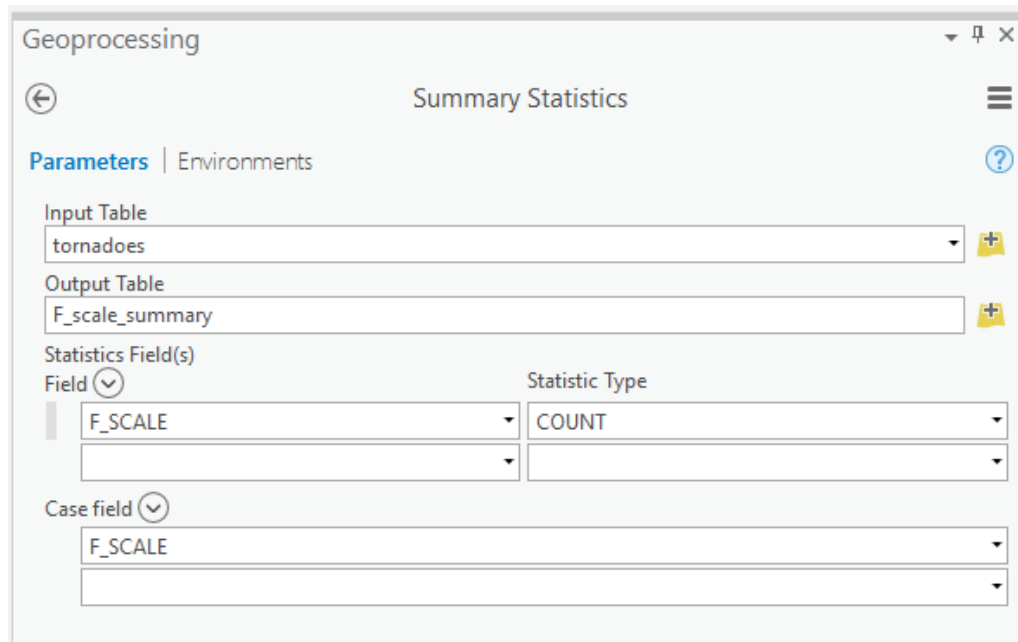 Geoprocessing
Summary Statistics
Parameters | Environments
Input Table
tornadoes
Output Table
F_scale_summary
Statistics Field(s)
Field Statistic Type
F_SCALE COUNT
Case field
F_SCALE